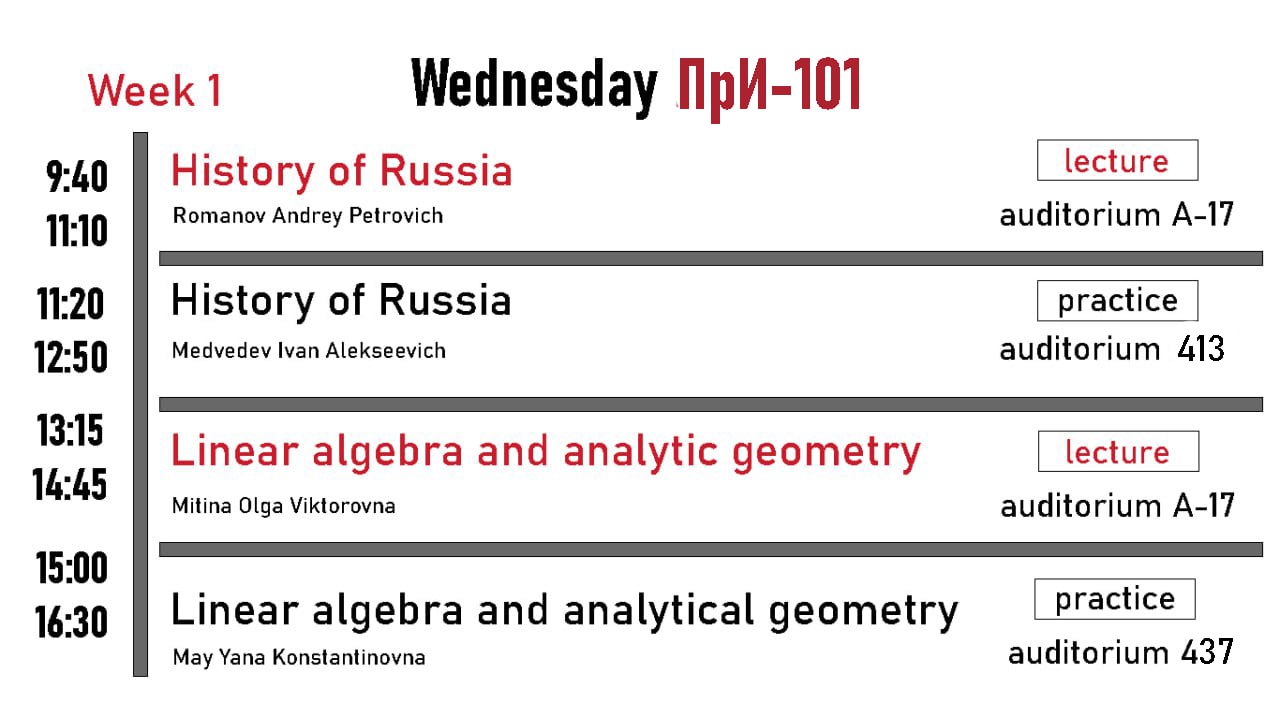 Week 1
Wednesday ПрИ-101
9:40
11:10
History of Russia
Romanov Andrey Petrovich
lecture
auditorium A-17
11:20
12:50
History of Russia
Medvedev Ivan Alekseevich
practice
auditorium 413
13:15
14:45
Linear algebra and analytic geometry
Mitina Olga Viktorovna
lecture
auditorium A-17
15:00
16:30
Linear algebra and analytical geometry
May Yana Konstantinovna
practice
auditorium 437